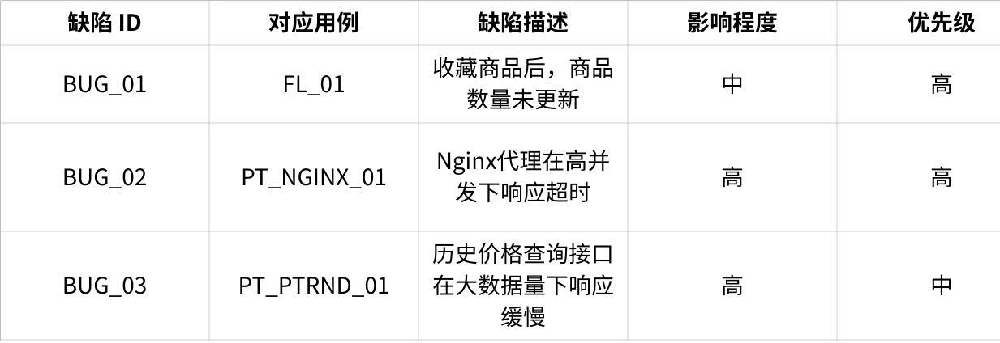 缺陷 ID 对应用例 缺陷描述 影响程度 优先级
BUG_01 FL_01 收藏商品后，商品
数量未更新 中 高
BUG_02 PT_NGINX_01 Nginx代理在高并
发下响应超时 高 高
BUG_03 PT_PTRND_01 历史价格查询接口
在大数据量下响应
缓慢 高 中